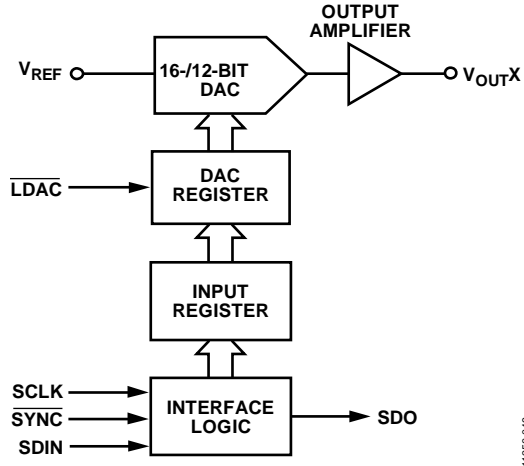 OUTPUT
AMPLIFIER
VREF
16-/12-BIT
DAC
VOUTX
LDAC
DAC
REGISTER
INPUT
REGISTER
SCLK
SYNC
SDIN
INTERFACE
LOGIC
SDO